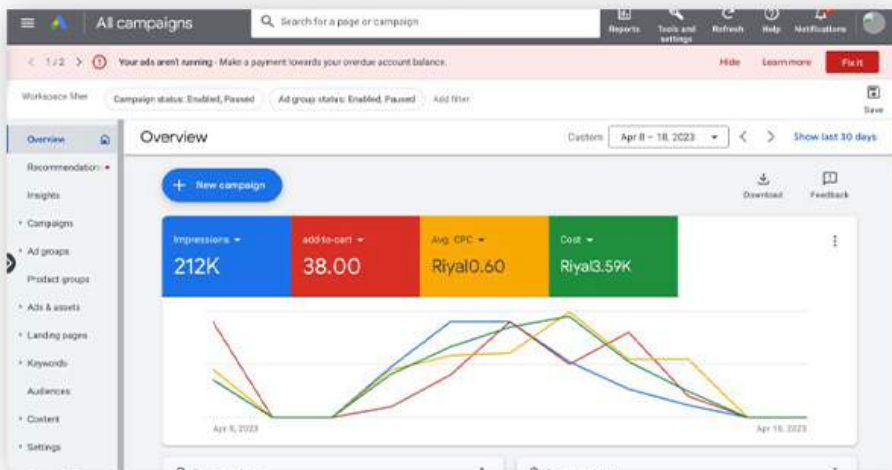 All campaigns
Search for a page or campaign
Reports
Tools and settings
Refresh
Help
Notifications
1 / 2
Your ads aren't running - Make a payment towards your overdue account balance.
Hide
Learn more
Fix it
Workspace filter
Campaign status: Enabled, Paused
Ad group status: Enabled, Paused
Add filter
Save
Overview
Recommendations
Insights
Campaigns
Ad groups
Product groups
Ads & assets
Landing pages
Keywords
Audiences
Content
Settings
Overview
Custom
Apr 8 – 18, 2023
Show last 30 days
+ New campaign
Download
Feedback
Impressions
212K
add-to-cart
38.00
Avg. CPC
Riyal0.60
Cost
Riyal3.59K
Apr 8, 2023
Apr 18, 2023